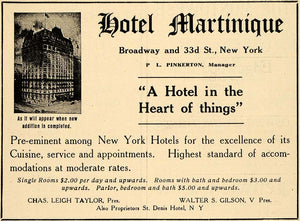 Hotel Martinique
Broadway and 33d St., New York
P. L. PINKERTON, Manager
"A Hotel in the
Heart of things"
As it will appear when new
addition is completed.
Pre-eminent among New York Hotels for the excellence of its
Cuisine, service and appointments. Highest standard of accom-
modations at moderate rates.
Single Rooms $2.00 per day and upwards. Rooms with bath and bedroom $3.00 and
upwards. Parlor, bedroom and bath $5.00 and upwards.
CHAS. LEIGH TAYLOR, Pres. WALTER S. GILSON, V Pres.
Also Proprietors St. Denis Hotel, N Y